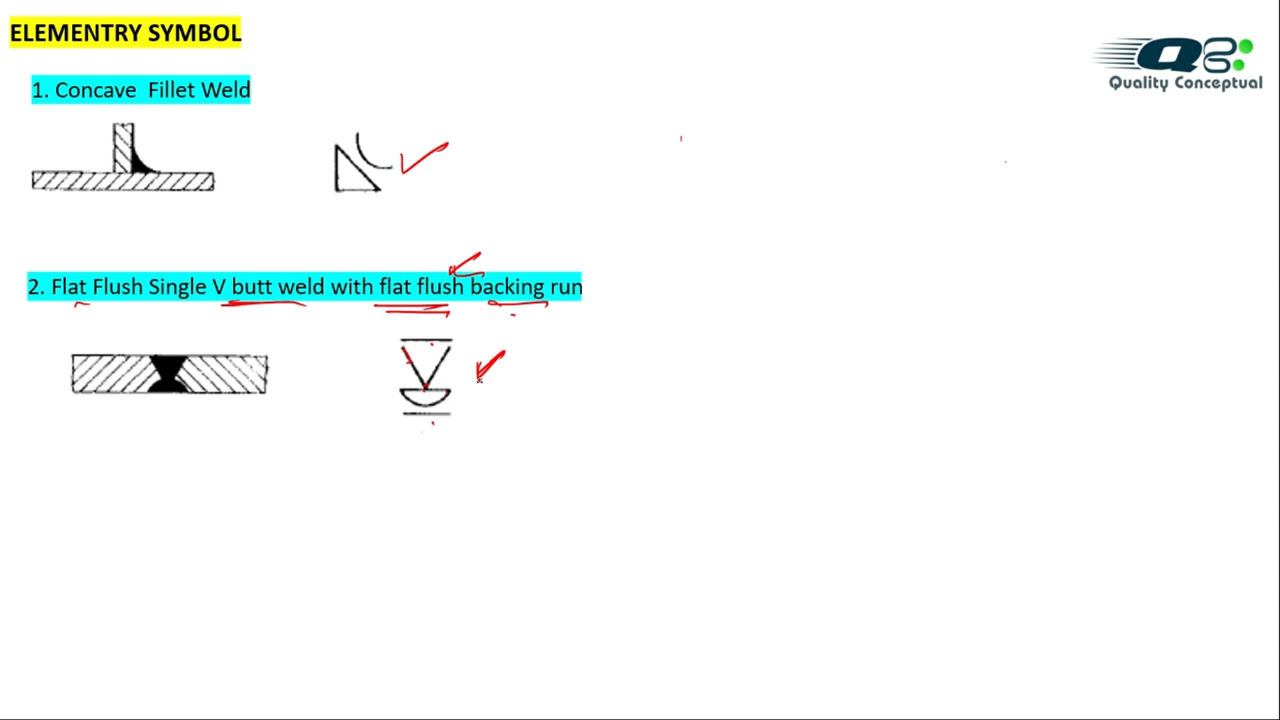 ELEMENTRY SYMBOL
Quality Conceptual
1. Concave Fillet Weld
2. Flat Flush Single V butt weld with flat flush backing run